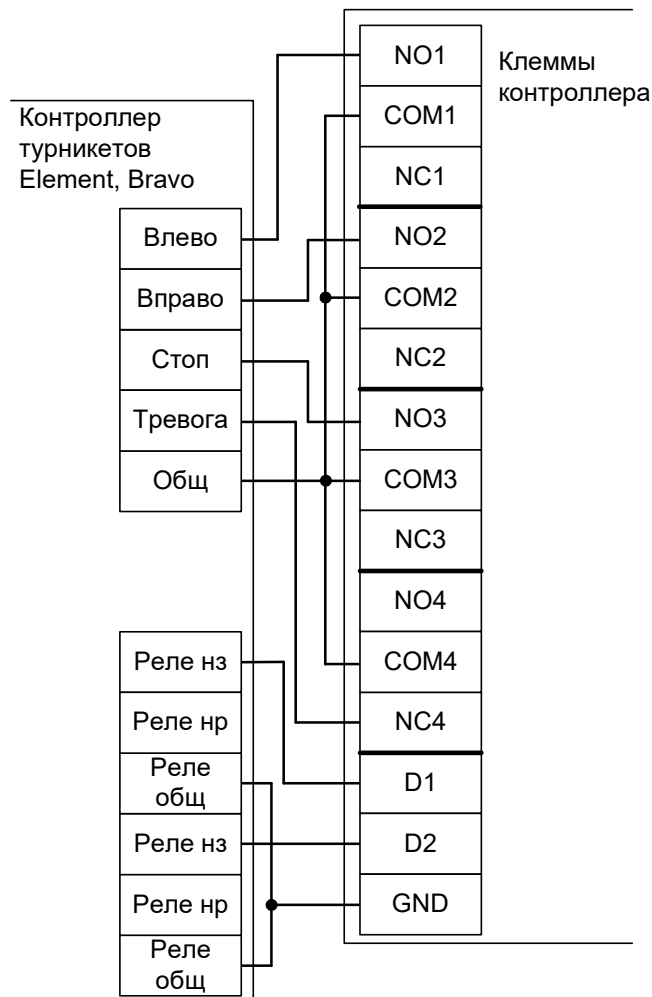 Контроллер
турникетов
Element, Bravo
Влево
Вправо
Стоп
Тревога
Общ
Реле нз
Реле нр
Реле
общ
Реле нз
Реле нр
Реле
общ
NO1
COM1
NC1
NO2
COM2
NC2
NO3
COM3
NC3
NO4
COM4
NC4
D1
D2
GND
Клеммы
контроллера